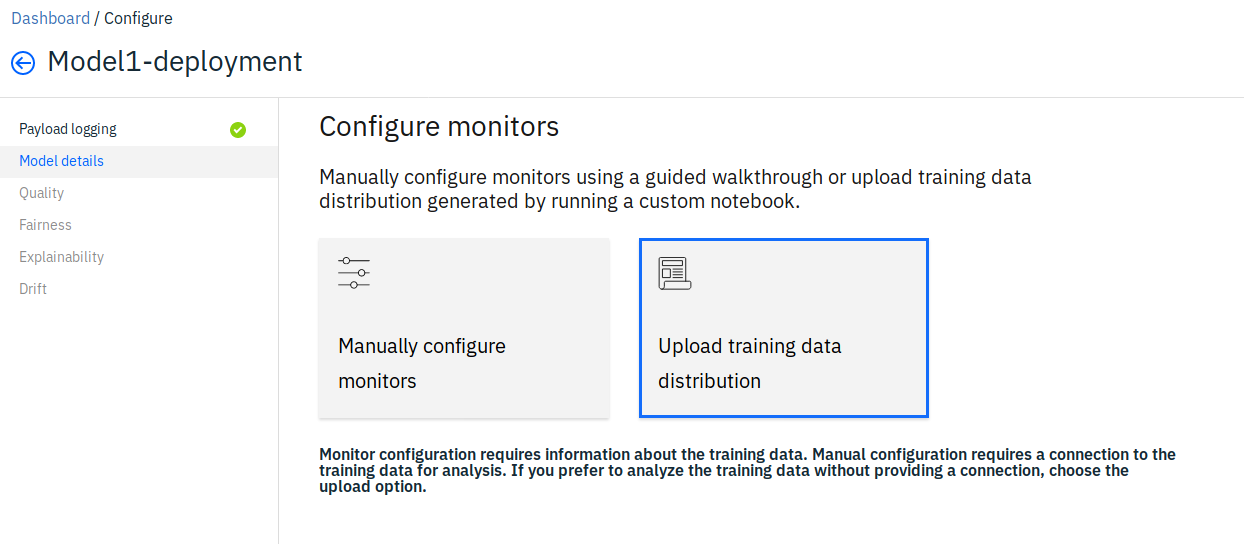 Dashboard / Configure
Model1-deployment
Payload logging
Model details
Quality
Fairness
Explainability
Drift
Configure monitors
Manually configure monitors using a guided walkthrough or upload training data
distribution generated by running a custom notebook.
Manually configure
monitors
Upload training data
distribution
Monitor configuration requires information about the training data. Manual configuration requires a connection to the
training data for analysis. If you prefer to analyze the training data without providing a connection, choose the
upload option.